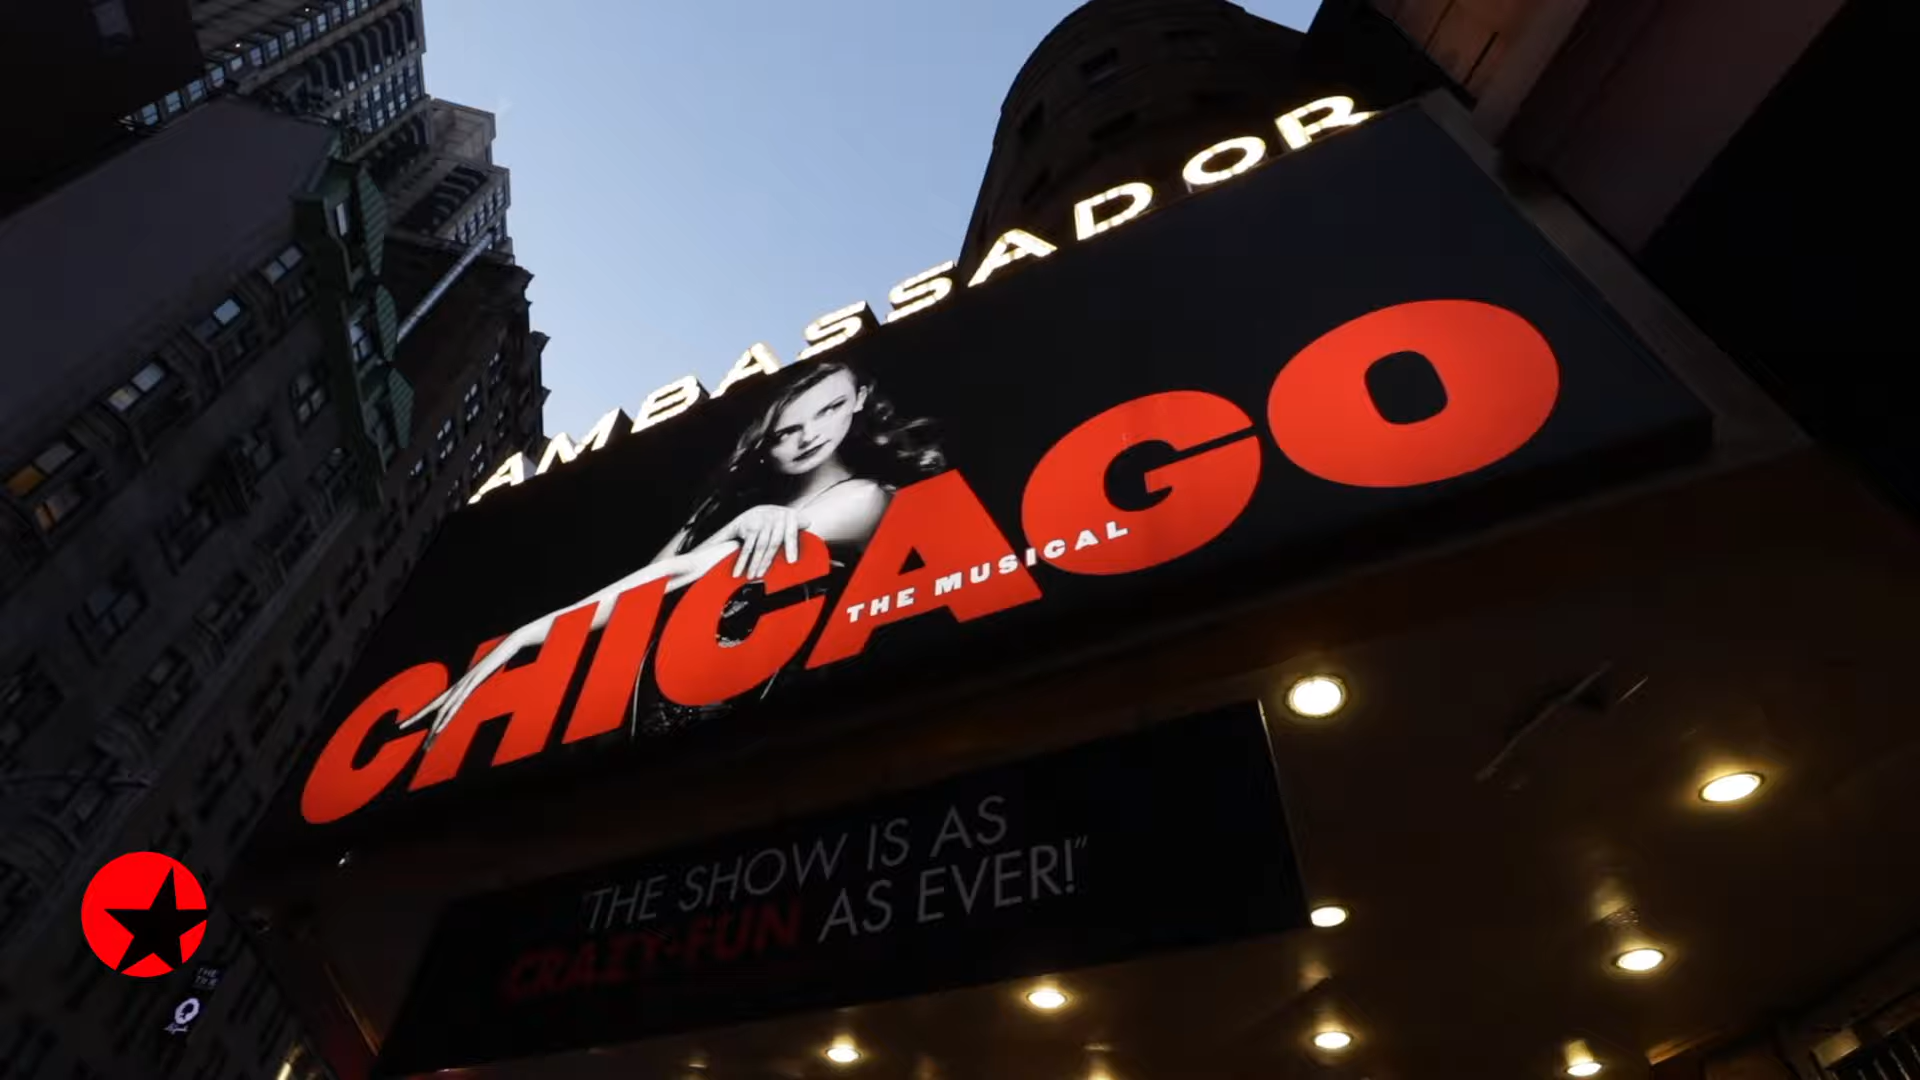 AMBASSADOR
CHICAGO
THE MUSICAL
"THE SHOW IS AS
CRAZY-FUN AS EVER!"